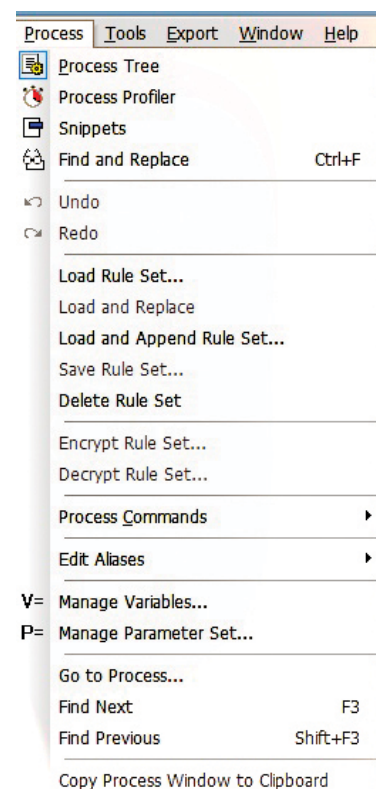 Process Tools Export Window Help
Process Tree
Process Profiler
Snippets
Find and Replace Ctrl+F
Undo
Redo
Load Rule Set...
Load and Replace
Load and Append Rule Set...
Save Rule Set...
Delete Rule Set
Encrypt Rule Set...
Decrypt Rule Set...
Process Commands
Edit Aliases
V= Manage Variables...
P= Manage Parameter Set...
Go to Process...
Find Next F3
Find Previous Shift+F3
Copy Process Window to Clipboard